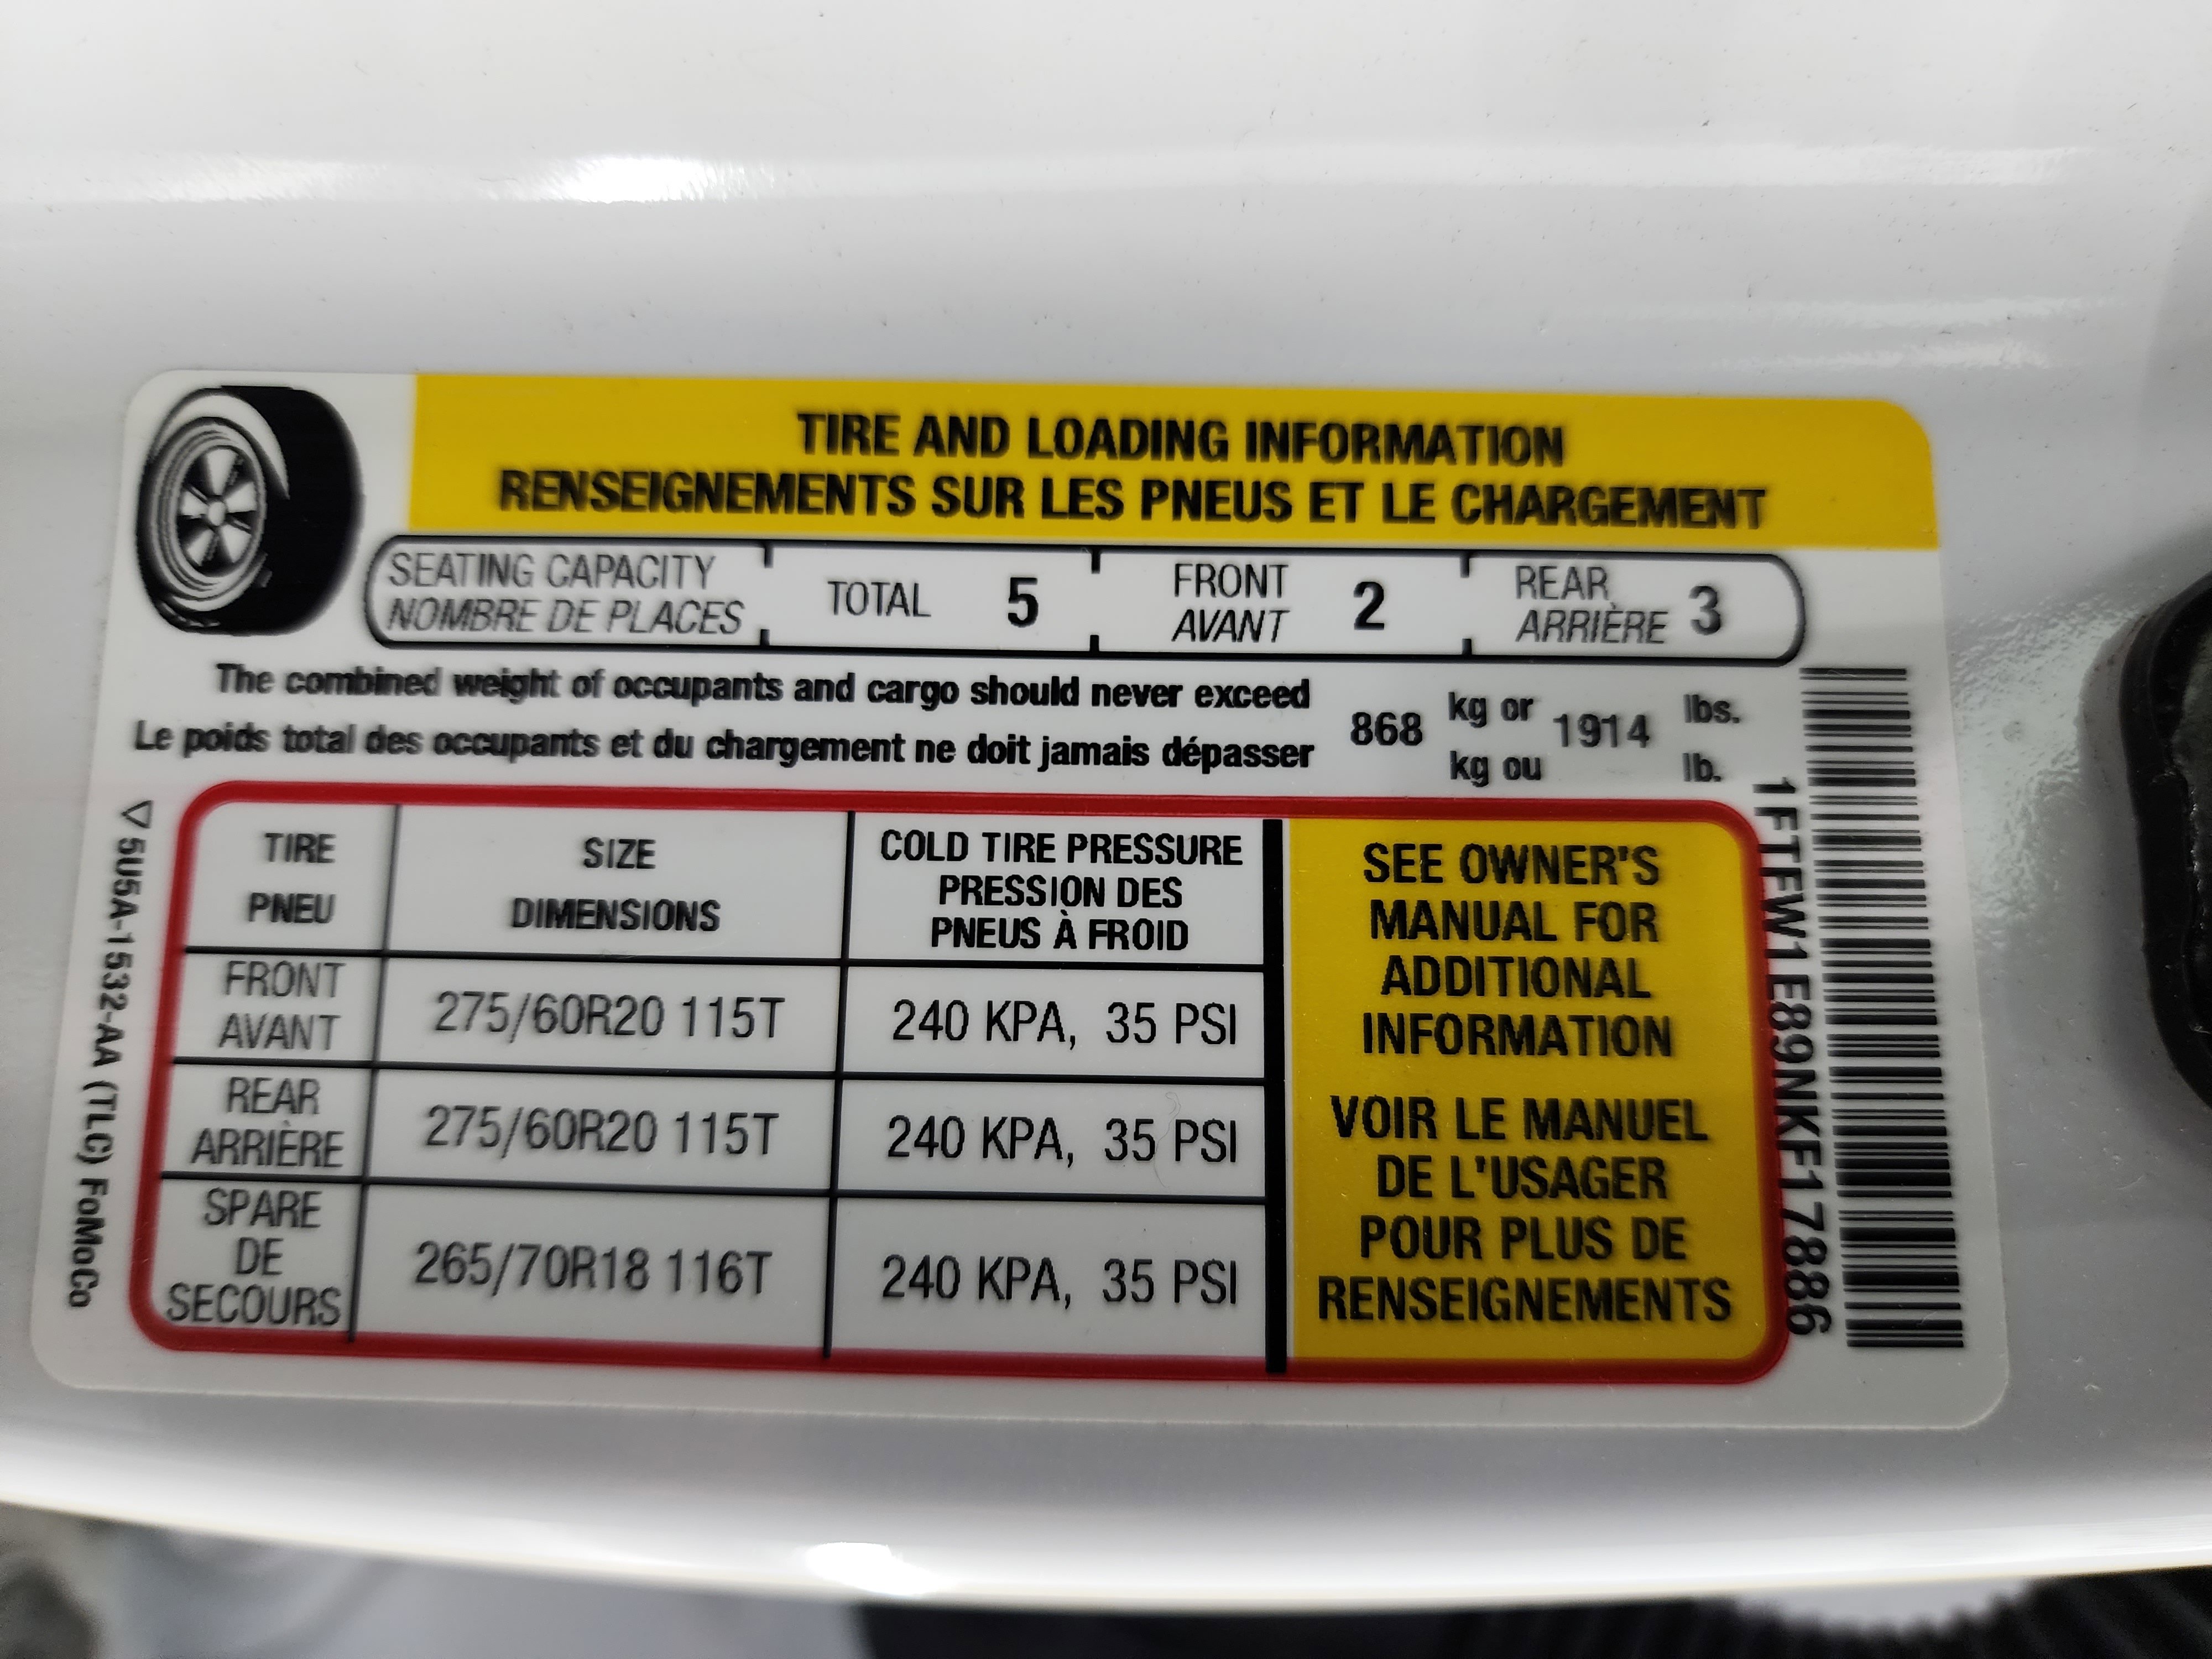 TIRE AND LOADING INFORMATION
RENSEIGNEMENTS SUR LES PNEUS ET LE CHARGEMENT
SEATING CAPACITY
NOMBRE DE PLACES
TOTAL 5
FRONT
AVANT
2
REAR
ARRIÈRE
3
The combined weight of occupants and cargo should never exceed
Le poids total des occupants et du chargement ne doit jamais dépasser
868
kg or
kg ou
1914
lbs.
lb.
TIRE
PNEU
SIZE
DIMENSIONS
COLD TIRE PRESSURE
PRESSION DES
PNEUS À FROID
FRONT
AVANT
275/60R20 115T
240 KPA, 35 PSI
REAR
ARRIÈRE
275/60R20 115T
240 KPA, 35 PSI
SPARE
DE
SECOURS
265/70R18 116T
240 KPA, 35 PSI
SEE OWNER'S
MANUAL FOR
ADDITIONAL
INFORMATION
VOIR LE MANUEL
DE L'USAGER
POUR PLUS DE
RENSEIGNEMENTS
1FTFW1E89NKF17886
▽5U5A-1532-AA (TLC) FoMoCo